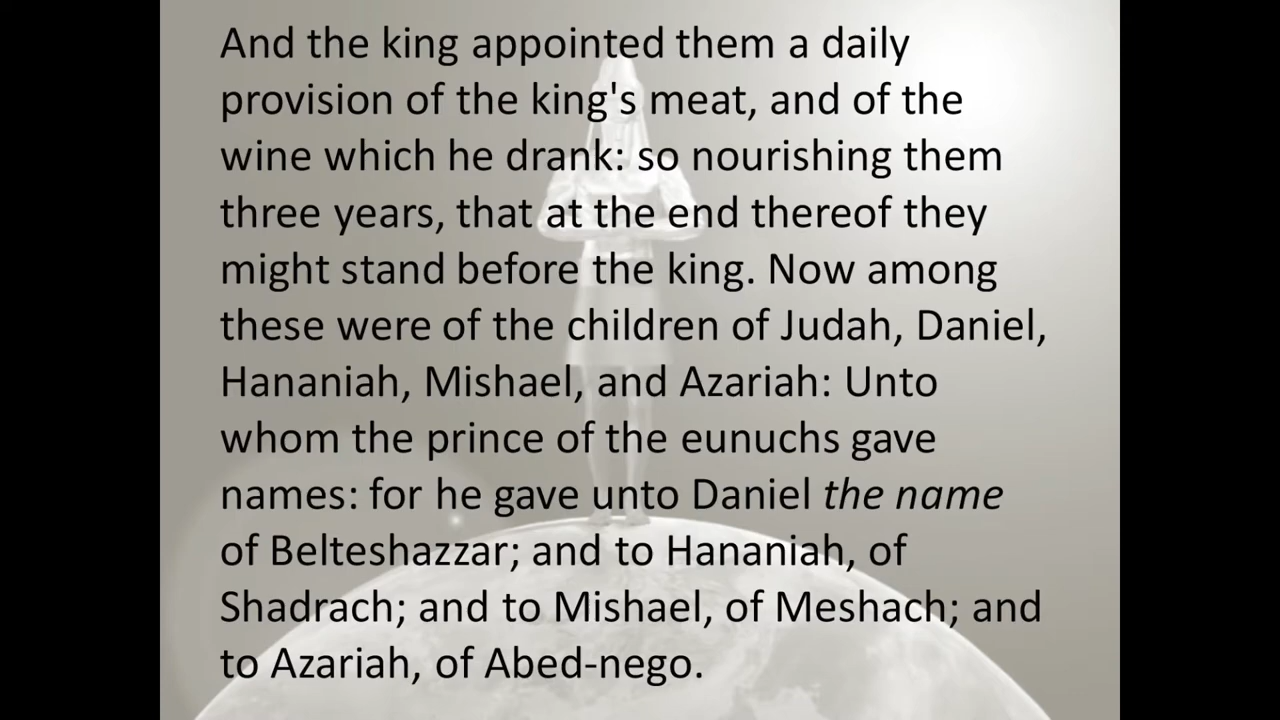 And the king appointed them a daily
provision of the king's meat, and of the
wine which he drank: so nourishing them
three years, that at the end thereof they
might stand before the king. Now among
these were of the children of Judah, Daniel,
Hananiah, Mishael, and Azariah: Unto
whom the prince of the eunuchs gave
names: for he gave unto Daniel the name
of Belteshazzar; and to Hananiah, of
Shadrach; and to Mishael, of Meshach; and
to Azariah, of Abed-nego.